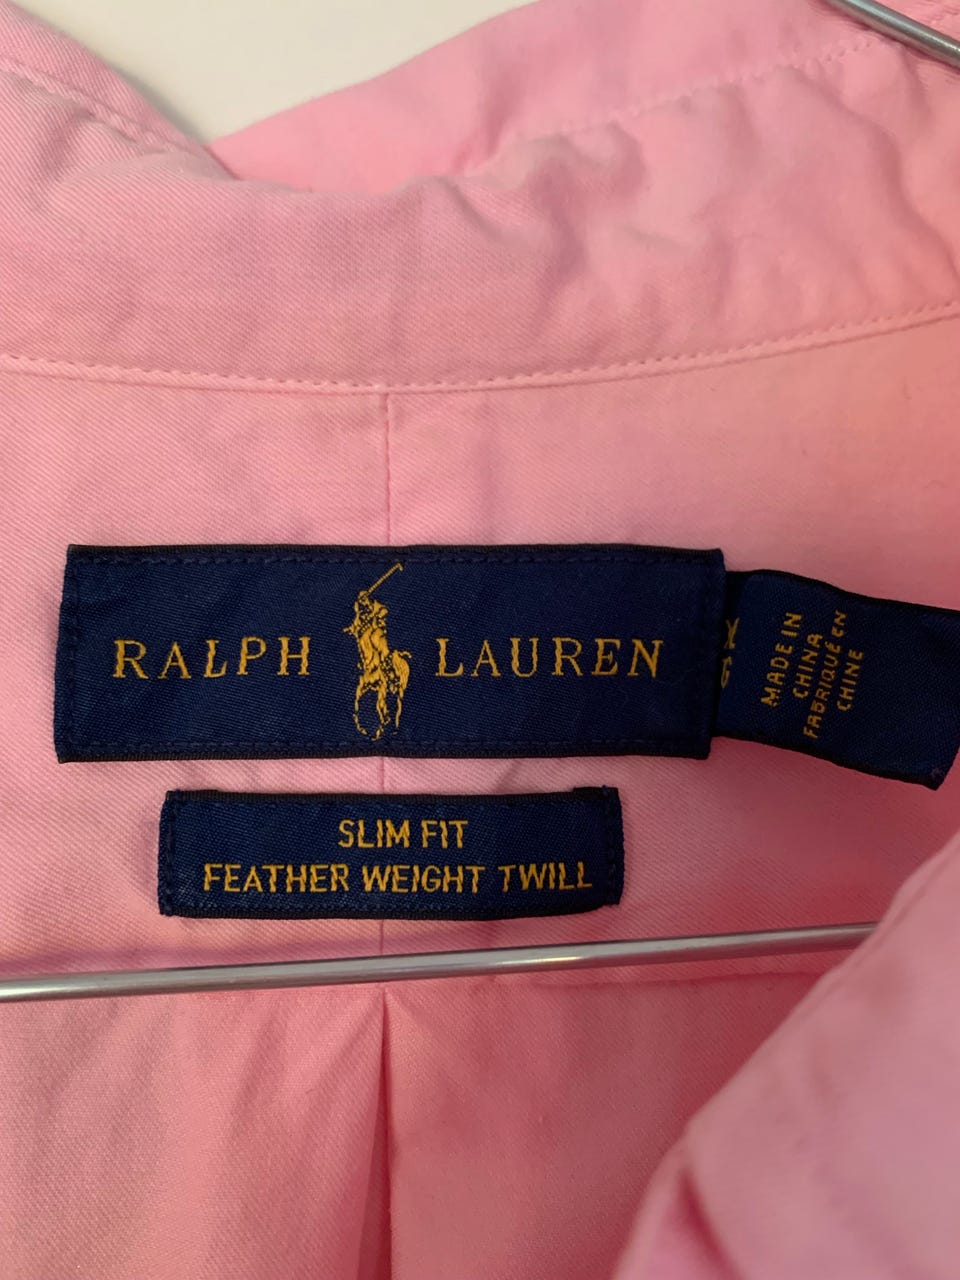 RALPH LAUREN
MADE IN
CHINA
FABRIQUÉ EN
CHINE
SLIM FIT
FEATHER WEIGHT TWILL